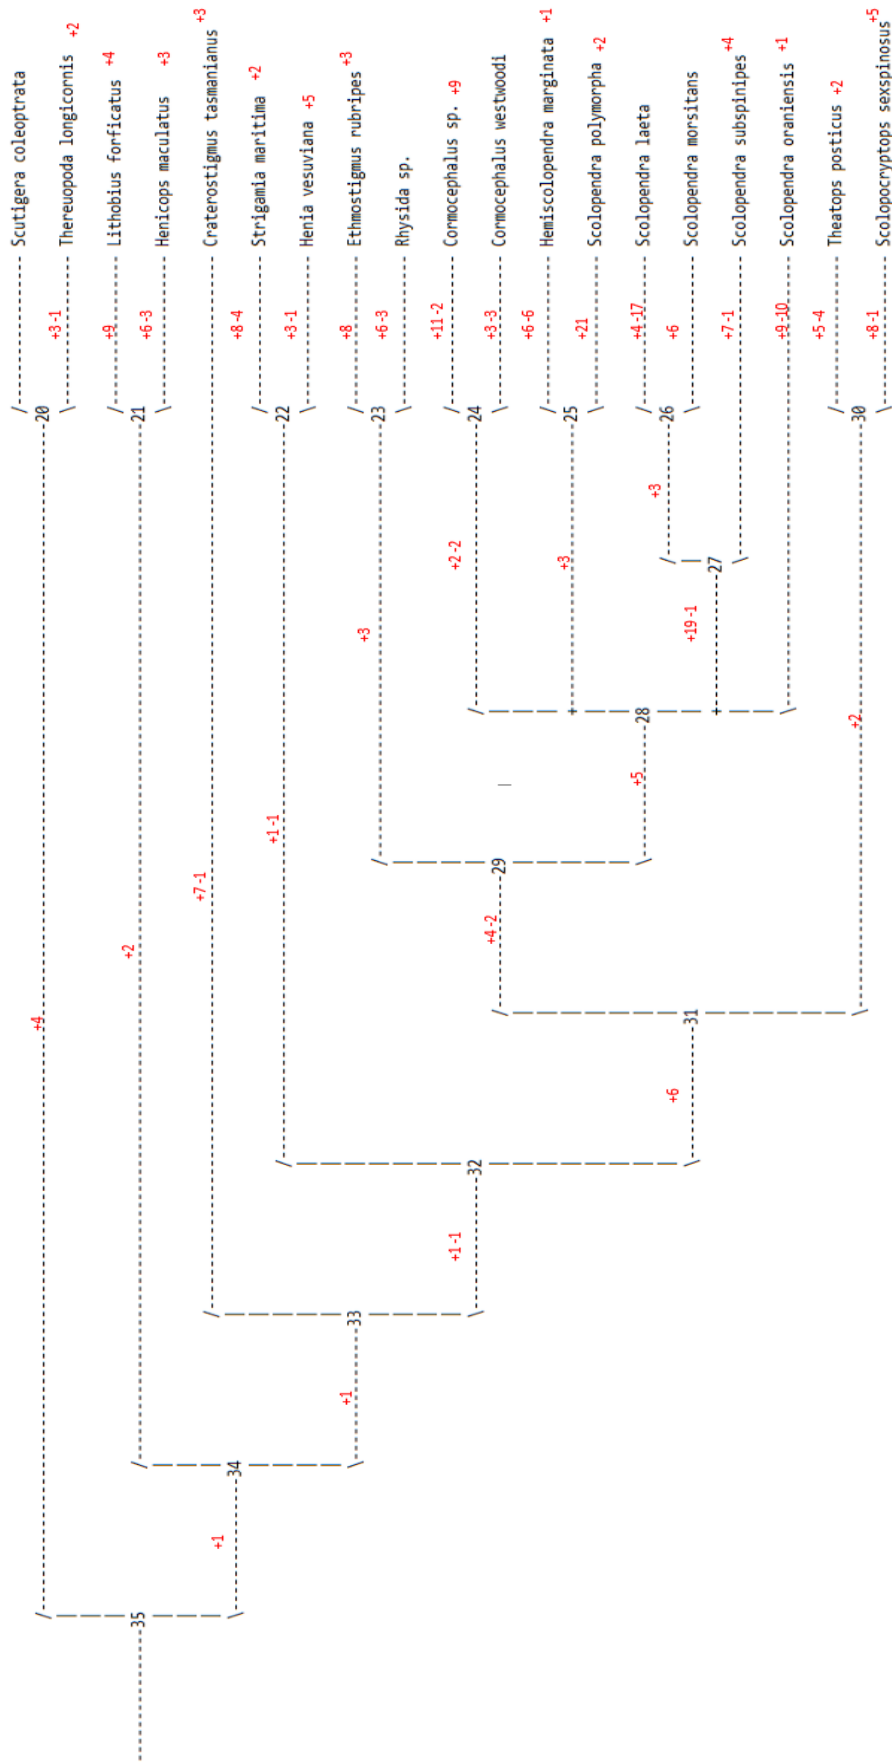 Scutigera coleoptrata
+4 20
+3 -1 Thereuopoda longicornis +2
+9 Lithobius forficatus +4
35 +2 21
+6 -3 Henicops maculatus +3
+7 -1 Craterostigmus tasmanianus +3
+1 34
+8 -4 Strigamia maritima +2
+1 -1 22
+3 -1 Henia vesuviana +5
+1 33
+8 Ethmostigmus rubripes +3
+3 23
+6 -3 Rhysida sp.
+11 -2 Cormocephalus sp. +9
+1 -1 32 +2 -2 24
+4 -2 29 +3 -3 Cormocephalus westwoodi
+6 -6 Hemiscolopendra marginata +1
+3 25
+21 Scolopendra polymorpha +2
+5 28 +4 -17 Scolopendra laeta
+3 26
+6 31 +6 Scolopendra morsitans
+19 -1 27
+7 -1 Scolopendra subspinipes +4
+9 -10 Scolopendra oraniensis +1
+5 -4 Theatops posticus +2
+2 30
+8 -1 Scolopocryptops sexspinosus +5